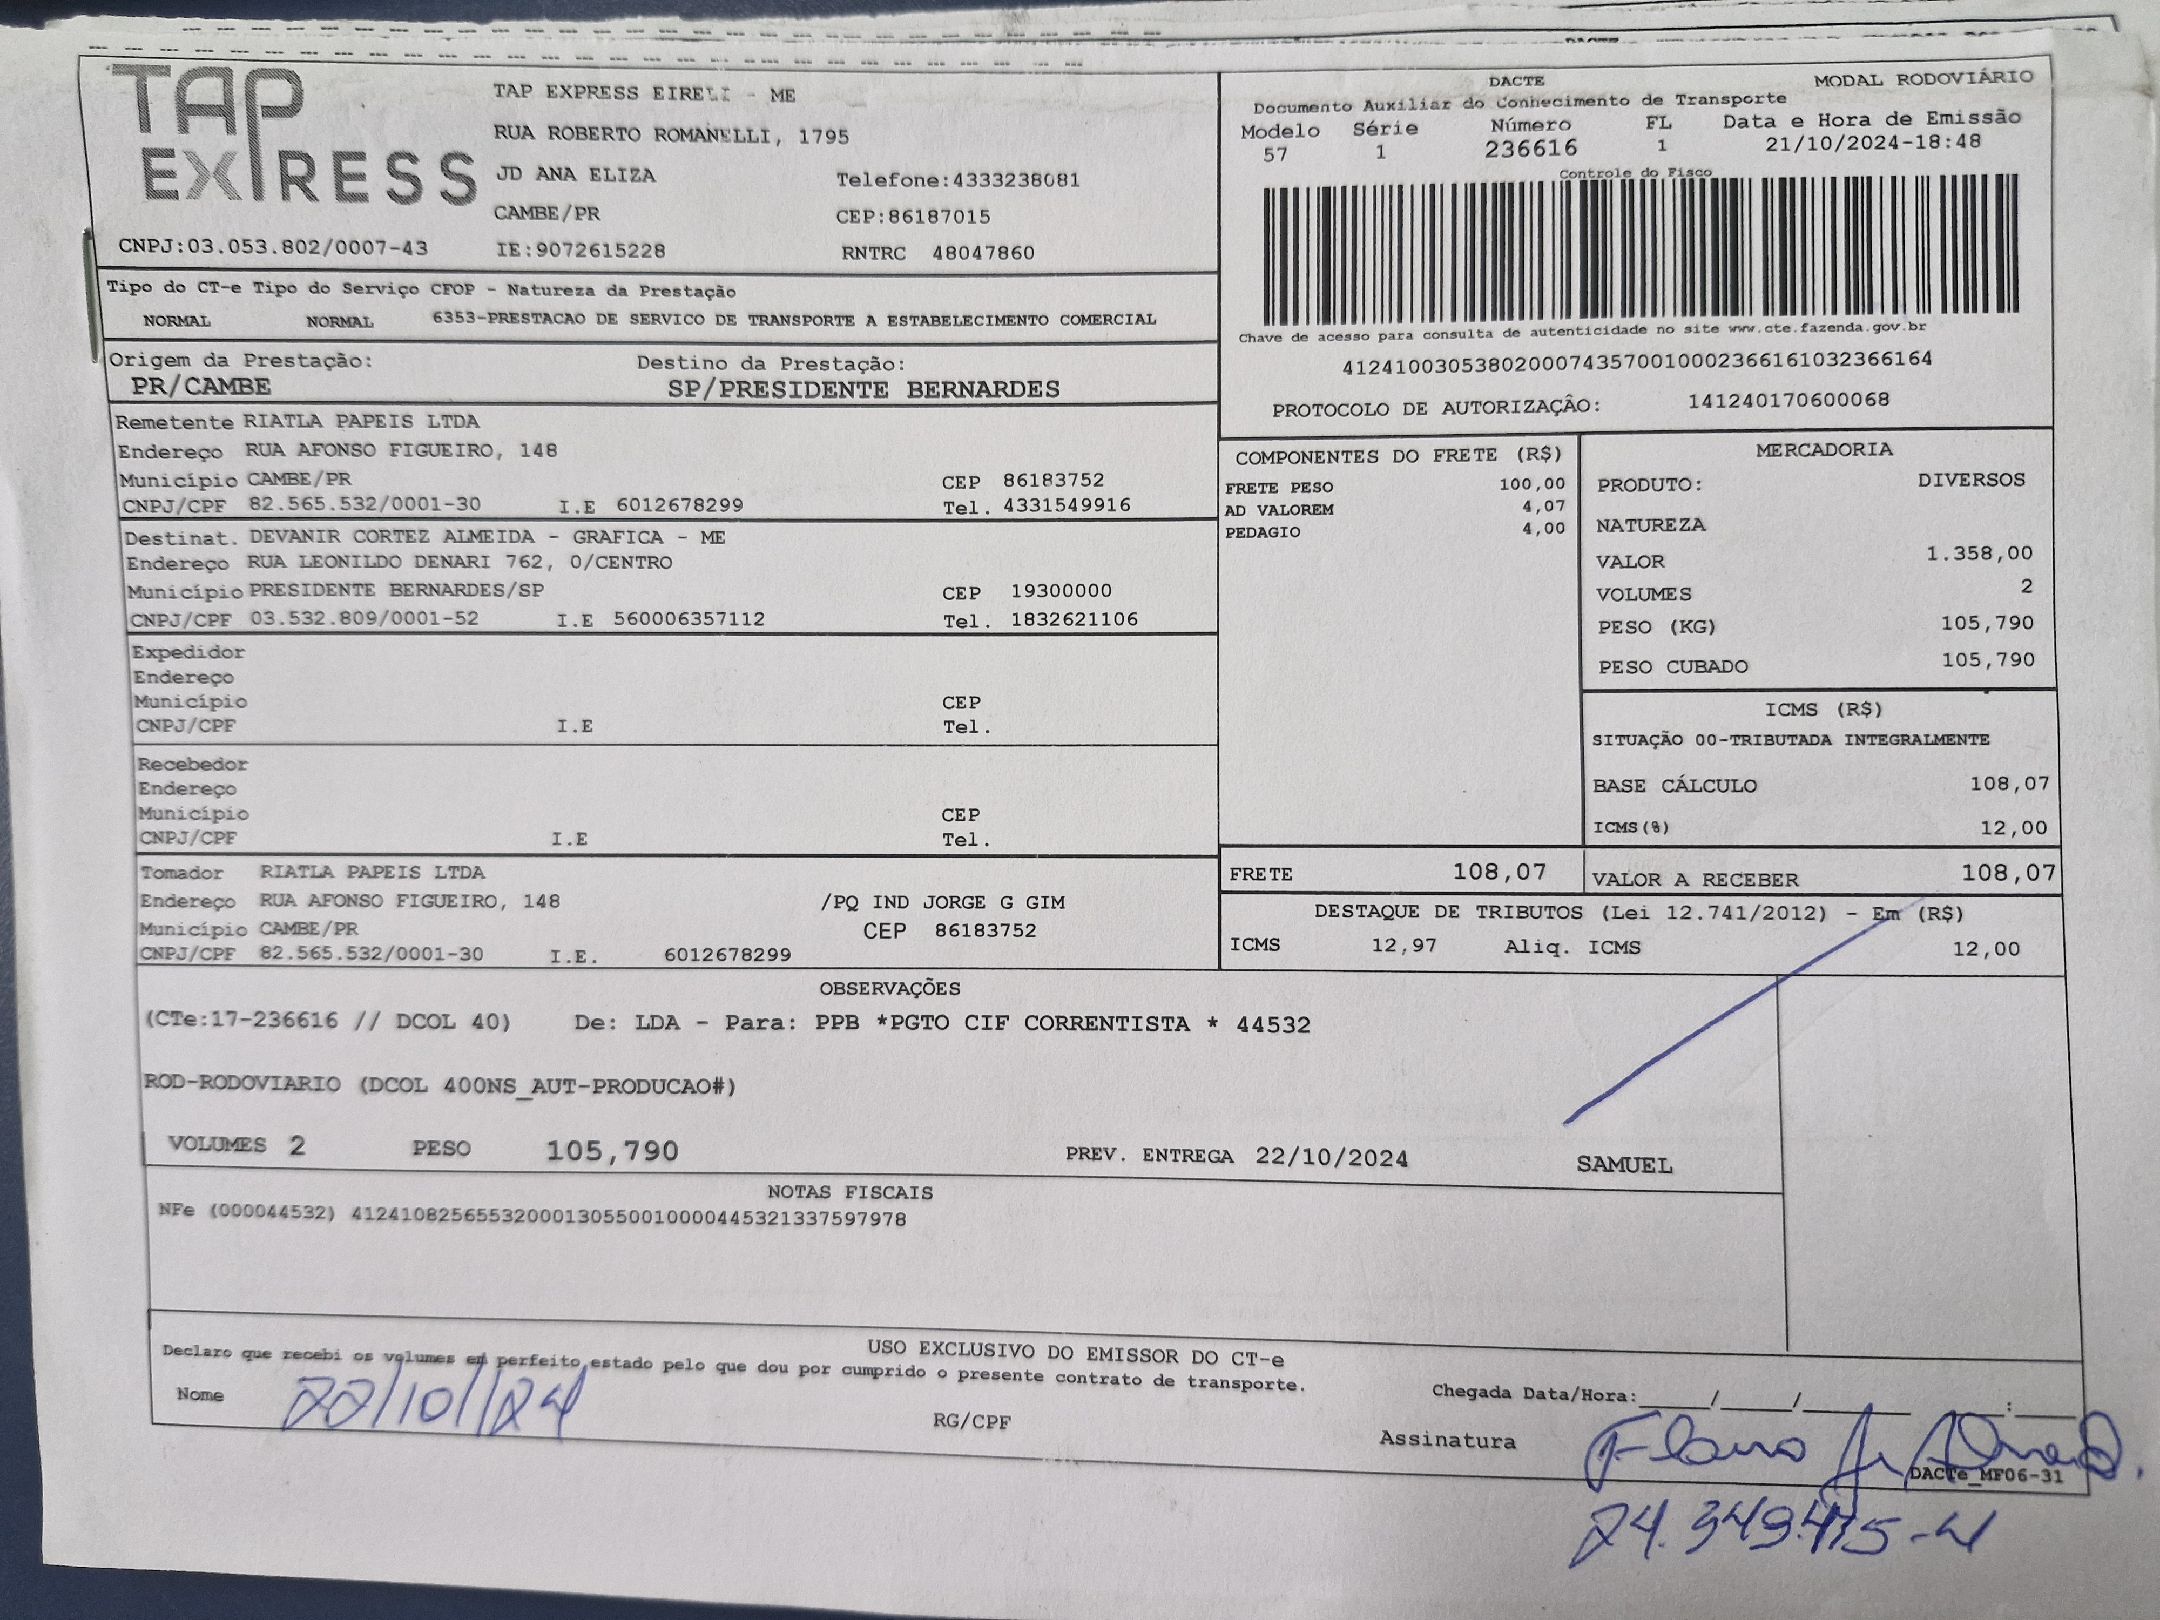 TAP EXPRESS
TAP EXPRESS EIRELI - ME
RUA ROBERTO ROMANELLI, 1795
JD ANA ELIZA
Telefone:4333238081
CAMBE/PR
CEP:86187015
CNPJ:03.053.802/0007-43
IE:9072615228
RNTRC 48047860
DACTE
MODAL RODOVIÁRIO
Documento Auxiliar do Conhecimento de Transporte
Modelo Série Número FL Data e Hora de Emissão
57 1 236616 1 21/10/2024-18:48
Controle do Fisco
Chave de acesso para consulta de autenticidade no site www.cte.fazenda.gov.br
41241003053802000743570010002366161032366164
PROTOCOLO DE AUTORIZAÇÃO: 141240170600068
Tipo do CT-e Tipo do Serviço CFOP - Natureza da Prestação
NORMAL NORMAL 6353-PRESTACAO DE SERVICO DE TRANSPORTE A ESTABELECIMENTO COMERCIAL
Origem da Prestação: Destino da Prestação:
PR/CAMBE SP/PRESIDENTE BERNARDES
Remetente RIATLA PAPEIS LTDA
Endereço RUA AFONSO FIGUEIRO, 148
Município CAMBE/PR CEP 86183752
CNPJ/CPF 82.565.532/0001-30 I.E 6012678299 Tel. 4331549916
Destinat. DEVANIR CORTEZ ALMEIDA - GRAFICA - ME
Endereço RUA LEONILDO DENARI 762, 0/CENTRO
Município PRESIDENTE BERNARDES/SP CEP 19300000
CNPJ/CPF 03.532.809/0001-52 I.E 560006357112 Tel. 1832621106
Expedidor
Endereço
Município CEP
CNPJ/CPF I.E Tel.
Recebedor
Endereço
Município CEP
CNPJ/CPF I.E Tel.
Tomador RIATLA PAPEIS LTDA
Endereço RUA AFONSO FIGUEIRO, 148 /PQ IND JORGE G GIM
Município CAMBE/PR CEP 86183752
CNPJ/CPF 82.565.532/0001-30 I.E. 6012678299
COMPONENTES DO FRETE (R$)
FRETE PESO 100,00
AD VALOREM 4,07
PEDAGIO 4,00
MERCADORIA
PRODUTO: DIVERSOS
NATUREZA
VALOR 1.358,00
VOLUMES 2
PESO (KG) 105,790
PESO CUBADO 105,790
ICMS (R$)
SITUAÇÃO 00-TRIBUTADA INTEGRALMENTE
BASE CÁLCULO 108,07
ICMS(%) 12,00
FRETE 108,07 VALOR A RECEBER 108,07
DESTAQUE DE TRIBUTOS (Lei 12.741/2012) - Em (R$)
ICMS 12,97 Aliq. ICMS 12,00
OBSERVAÇÕES
(CTe:17-236616 // DCOL 40) De: LDA - Para: PPB *PGTO CIF CORRENTISTA * 44532
ROD-RODOVIARIO (DCOL 400NS_AUT-PRODUCAO#)
VOLUMES 2 PESO 105,790 PREV. ENTREGA 22/10/2024 SAMUEL
NOTAS FISCAIS
NFe (000044532) 41241082565532000130550010000445321337597978
USO EXCLUSIVO DO EMISSOR DO CT-e
Declaro que recebi os volumes em perfeito estado pelo que dou por cumprido o presente contrato de transporte.
Nome 22/10/24 RG/CPF
Chegada Data/Hora:_____/_____/_______ :____
Assinatura
DACTe_MF06-31